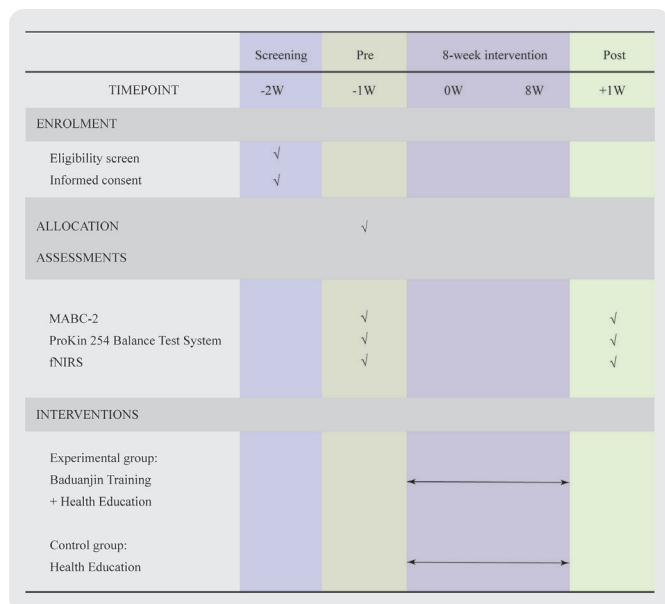 Screening Pre 8-week intervention Post
TIMEPOINT -2W -1W 0W 8W +1W
ENROLMENT
Eligibility screen √
Informed consent √
ALLOCATION √
ASSESSMENTS
MABC-2 √ √
ProKin 254 Balance Test System √ √
fNIRS √ √
INTERVENTIONS
Experimental group:
Baduanjin Training
+ Health Education
Control group:
Health Education